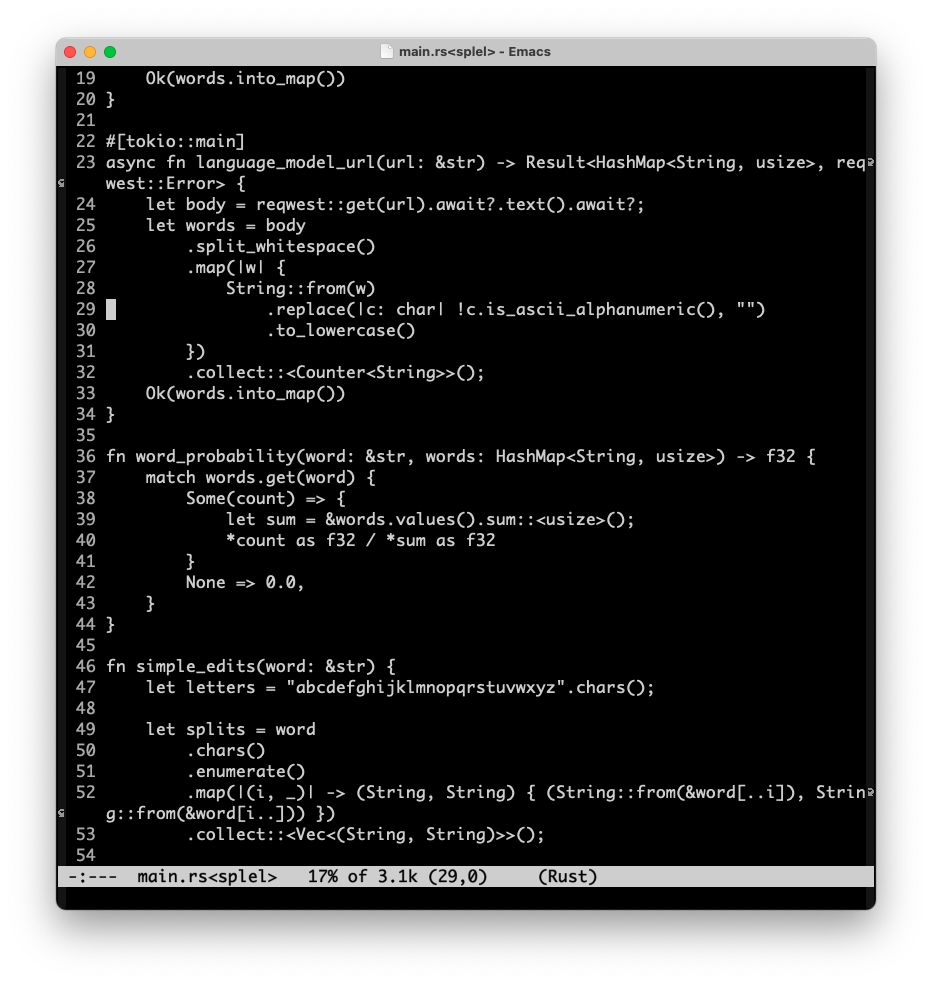 main.rs<splel> - Emacs
19     Ok(words.into_map())
20 }
21
22 #[tokio::main]
23 async fn language_model_url(url: &str) -> Result<HashMap<String, usize>, req
west::Error> {
24     let body = reqwest::get(url).await?.text().await?;
25     let words = body
26         .split_whitespace()
27         .map(|w| {
28             String::from(w)
29                 .replace(|c: char| !c.is_ascii_alphanumeric(), "")
30                 .to_lowercase()
31         })
32         .collect::<Counter<String>>();
33     Ok(words.into_map())
34 }
35
36 fn word_probability(word: &str, words: HashMap<String, usize>) -> f32 {
37     match words.get(word) {
38         Some(count) => {
39             let sum = &words.values().sum::<usize>();
40             *count as f32 / *sum as f32
41         }
42         None => 0.0,
43     }
44 }
45
46 fn simple_edits(word: &str) {
47     let letters = "abcdefghijklmnopqrstuvwxyz".chars();
48
49     let splits = word
50         .chars()
51         .enumerate()
52         .map(|(i, _)| -> (String, String) { (String::from(&word[..i]), Strin
g::from(&word[i..])) })
53         .collect::<Vec<(String, String)>>();
54
-:---  main.rs<splel>   17% of 3.1k (29,0)     (Rust)